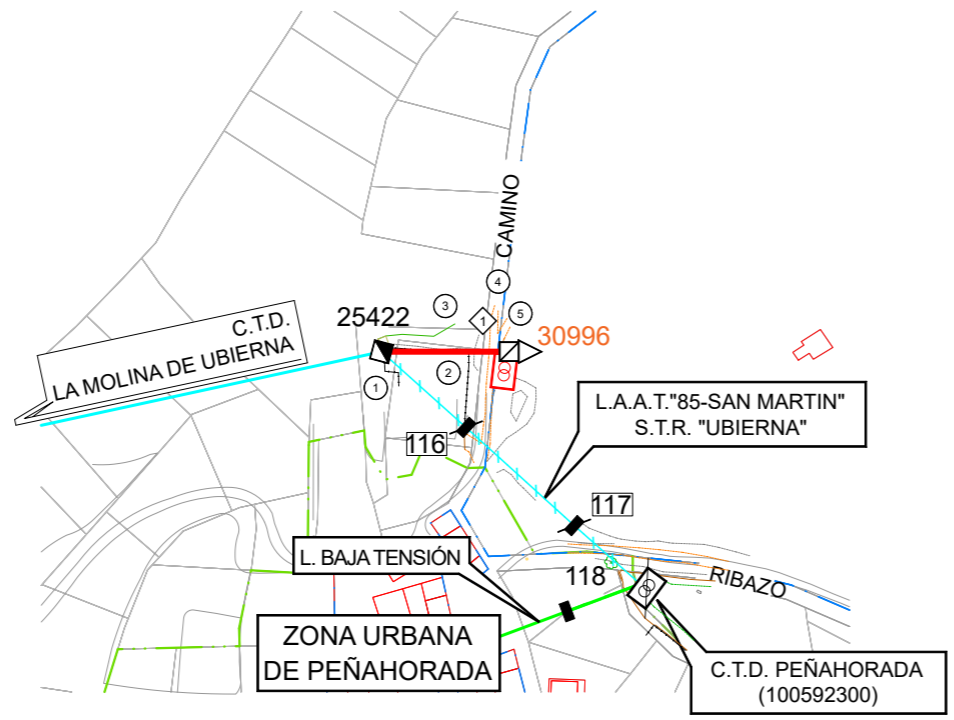 CAMINO
4
3
1
5
25422
30996
C.T.D.
LA MOLINA DE UBIERNA
1
2
L.A.A.T."85-SAN MARTIN"
S.T.R. "UBIERNA"
116
117
L. BAJA TENSIÓN
118
RIBAZO
ZONA URBANA
DE PEÑAHORADA
C.T.D. PEÑAHORADA
(100592300)